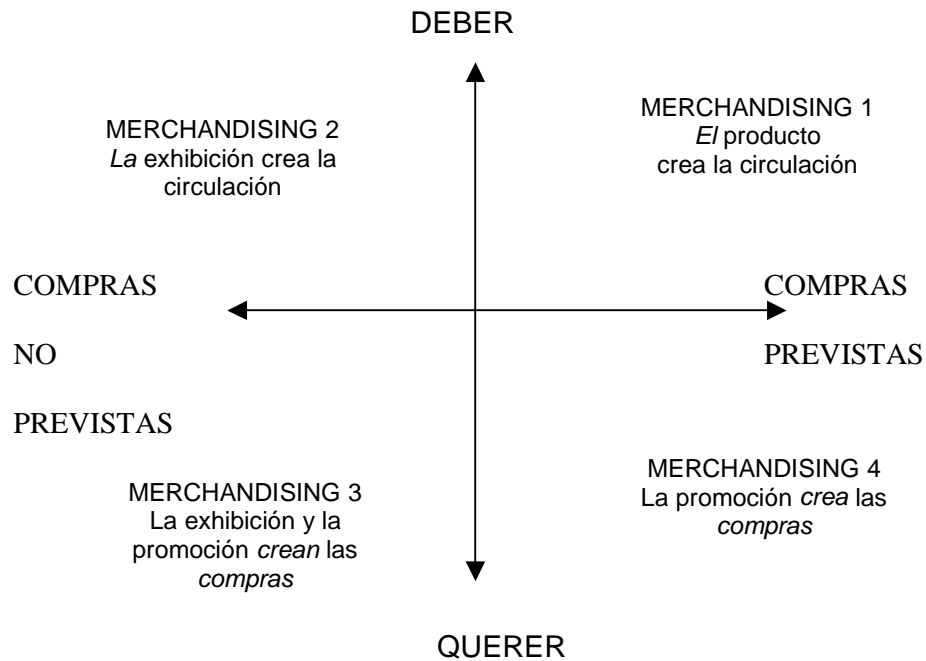 DEBER
MERCHANDISING 2
La exhibición crea la
circulación
MERCHANDISING 1
El producto
crea la circulación
COMPRAS
NO
PREVISTAS
COMPRAS
PREVISTAS
MERCHANDISING 3
La exhibición y la
promoción crean las
compras
MERCHANDISING 4
La promoción crea las
compras
QUERER